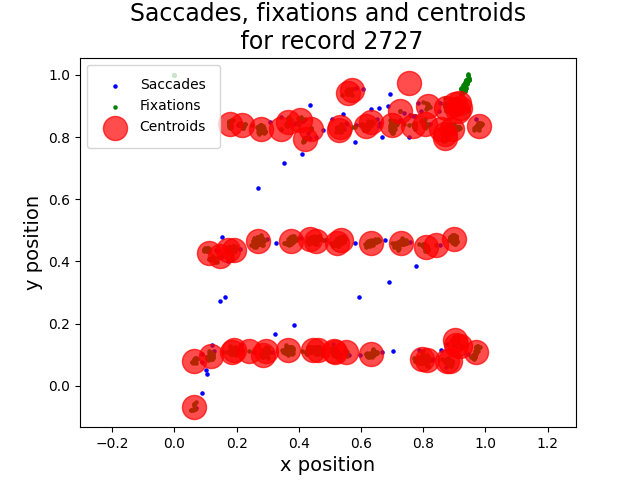 Saccades, fixations and centroids
for record 2727
Saccades
Fixations
Centroids
1.0
0.8
0.6
0.4
0.2
0.0
y position
−0.2
0.0
0.2
0.4
0.6
0.8
1.0
1.2
x position